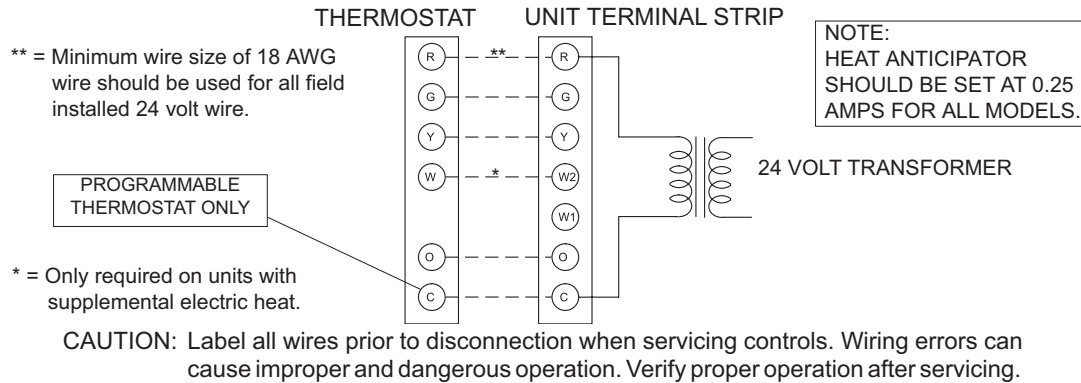 THERMOSTAT
UNIT TERMINAL STRIP
** = Minimum wire size of 18 AWG
wire should be used for all field
installed 24 volt wire.
NOTE:
HEAT ANTICIPATOR
SHOULD BE SET AT 0.25
AMPS FOR ALL MODELS.
R
**
R
G
G
Y
Y
W
*
W2
W1
O
O
C
C
24 VOLT TRANSFORMER
PROGRAMMABLE
THERMOSTAT ONLY
* = Only required on units with
supplemental electric heat.
CAUTION: Label all wires prior to disconnection when servicing controls. Wiring errors can
cause improper and dangerous operation. Verify proper operation after servicing.